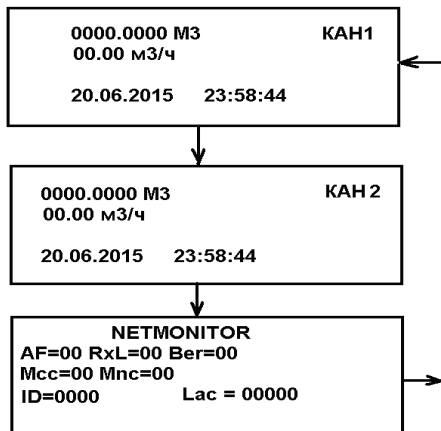 0000.0000 М3 КАН1
00.00 м3/ч
20.06.2015 23:58:44
0000.0000 М3 КАН 2
00.00 м3/ч
20.06.2015 23:58:44
NETMONITOR
AF=00 RxL=00 Ber=00
Mcc=00 Mnc=00
ID=0000 Lac = 00000